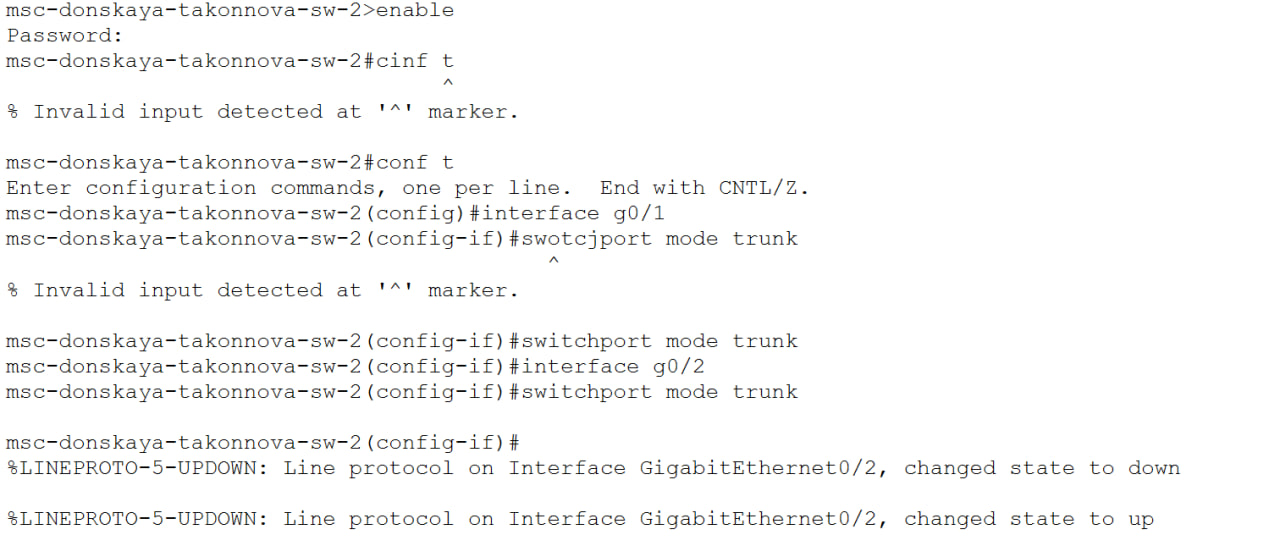 msc-donskaya-takonnova-sw-2>enable
Password:
msc-donskaya-takonnova-sw-2#cinf t
^
% Invalid input detected at '^' marker.
msc-donskaya-takonnova-sw-2#conf t
Enter configuration commands, one per line.  End with CNTL/Z.
msc-donskaya-takonnova-sw-2(config)#interface g0/1
msc-donskaya-takonnova-sw-2(config-if)#swotcjport mode trunk
^
% Invalid input detected at '^' marker.
msc-donskaya-takonnova-sw-2(config-if)#switchport mode trunk
msc-donskaya-takonnova-sw-2(config-if)#interface g0/2
msc-donskaya-takonnova-sw-2(config-if)#switchport mode trunk
msc-donskaya-takonnova-sw-2(config-if)#
%LINEPROTO-5-UPDOWN: Line protocol on Interface GigabitEthernet0/2, changed state to down
%LINEPROTO-5-UPDOWN: Line protocol on Interface GigabitEthernet0/2, changed state to up